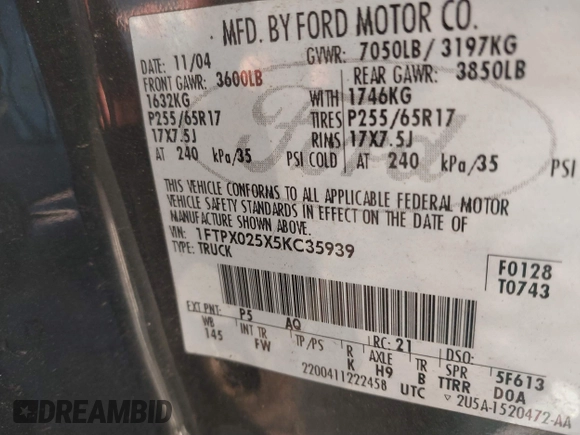 MFD. BY FORD MOTOR CO.
DATE: 11/04 GVWR: 7050LB/ 3197KG
FRONT GAWR: 3600LB REAR GAWR: 3850LB
1632KG WITH 1746KG
P255/65R17 TIRES P255/65R17
17X7.5J RIMS 17X7.5J
AT 240 kPa/35 PSI COLD AT 240 kPa/35 PSI
THIS VEHICLE CONFORMS TO ALL APPLICABLE FEDERAL MOTOR
VEHICLE SAFETY STANDARDS IN EFFECT ON THE DATE OF
MANUFACTURE SHOWN ABOVE.
VIN: 1FTPX025X5KC35939
TYPE: TRUCK
F0128
T0743
EXT PNT: P5 AQ RC: 21 DSO:
WB INT TR TP/PS R AXLE TR SPR 5F613
145 FW K H9 B TTRR DOA
2200411222458 UTC 2U5A-1520472-AA
Ford
A
AUTOAUCTIONHISTORY